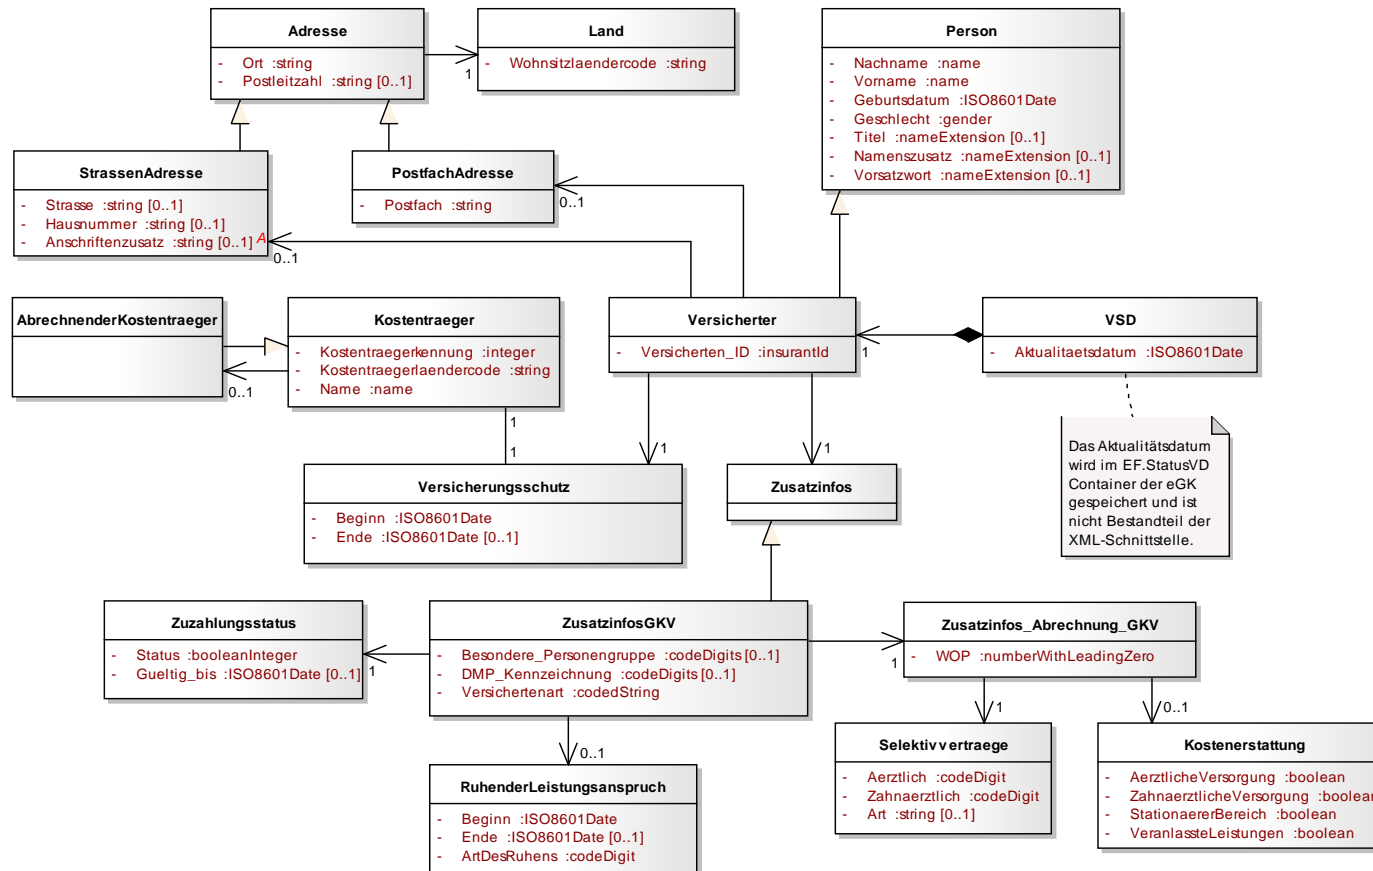 Adresse
- Ort :string
- Postleitzahl :string [0..1]
1
Land
- Wohnsitzlaendercode :string
Person
- Nachname :name
- Vorname :name
- Geburtsdatum :ISO8601Date
- Geschlecht :gender
- Titel :nameExtension [0..1]
- Namenszusatz :nameExtension [0..1]
- Vorsatzwort :nameExtension [0..1]
StrassenAdresse
- Strasse :string [0..1]
- Hausnummer :string [0..1]
- Anschriftenzusatz :string [0..1]
A
0..1
PostfachAdresse
- Postfach :string
0..1
AbrechnenderKostentraeger
0..1
Kostentraeger
- Kostentraegerkennung :integer
- Kostentraegerlaendercode :string
- Name :name
1
1
Versicherter
- Versicherten_ID :insurantId
1
VSD
- Aktualitaetsdatum :ISO8601Date
Das Aktualitätsdatum
wird im EF.StatusVD
Container der eGK
gespeichert und ist
nicht Bestandteil der
XML-Schnittstelle.
1
1
Versicherungsschutz
- Beginn :ISO8601Date
- Ende :ISO8601Date [0..1]
Zusatzinfos
Zuzahlungsstatus
- Status :booleanInteger
- Gueltig_bis :ISO8601Date [0..1]
1
ZusatzinfosGKV
- Besondere_Personengruppe :codeDigits [0..1]
- DMP_Kennzeichnung :codeDigits [0..1]
- Versichertenart :codedString
1
Zusatzinfos_Abrechnung_GKV
- WOP :numberWithLeadingZero
0..1
1
0..1
RuhenderLeistungsanspruch
- Beginn :ISO8601Date
- Ende :ISO8601Date [0..1]
- ArtDesRuhens :codeDigit
Selektivvertraege
- Aerztlich :codeDigit
- Zahnaerztlich :codeDigit
- Art :string [0..1]
Kostenerstattung
- AerztlicheVersorgung :boolean
- ZahnaerztlicheVersorgung :boolean
- StationaererBereich :boolean
- VeranlassteLeistungen :boolean